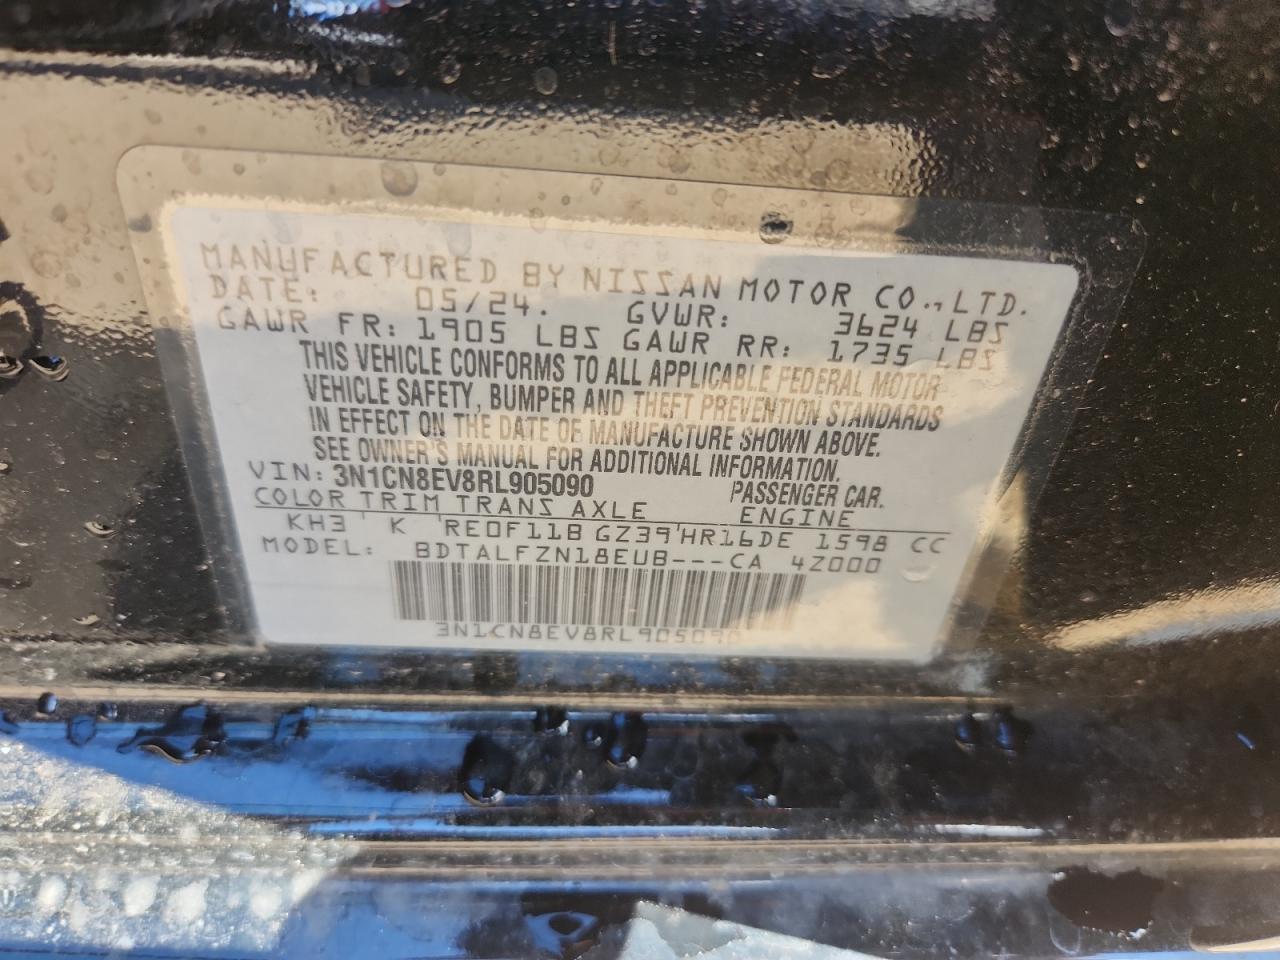 MANUFACTURED BY NISSAN MOTOR CO.,LTD.
DATE: 05/24. GVWR: 3624 LBS
GAWR FR: 1905 LBS GAWR RR: 1735 LBS
THIS VEHICLE CONFORMS TO ALL APPLICABLE FEDERAL MOTOR
VEHICLE SAFETY, BUMPER AND THEFT PREVENTION STANDARDS
IN EFFECT ON THE DATE OF MANUFACTURE SHOWN ABOVE.
SEE OWNER'S MANUAL FOR ADDITIONAL INFORMATION.
VIN: 3N1CN8EV8RL905090 PASSENGER CAR.
COLOR TRIM TRANS AXLE ENGINE
KH3 K RE0F11B GZ39 HR16DE 1598 CC
MODEL: BDTALFZN18EUB---CA 4Z000
3N1CN8EV8RL905090